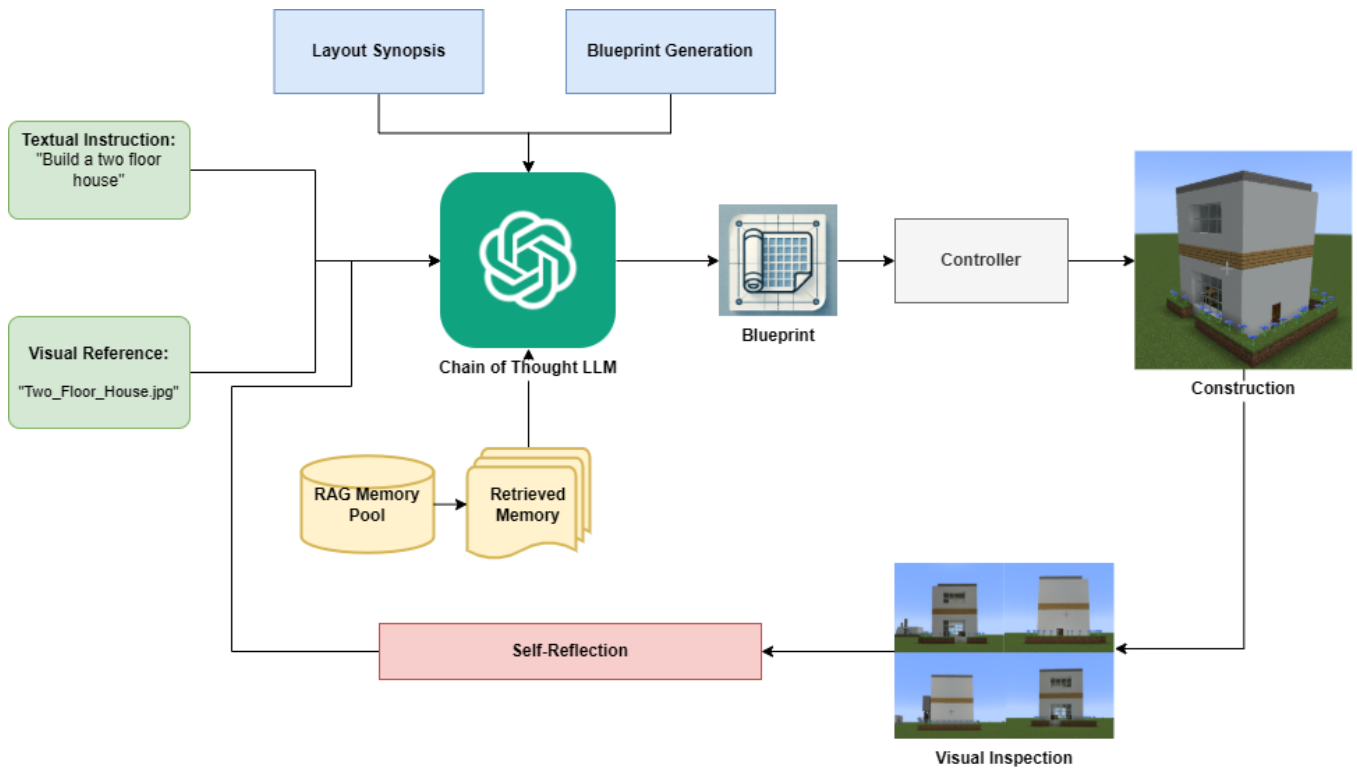 Layout Synopsis
Blueprint Generation
Textual Instruction:
"Build a two floor
house"
Visual Reference:
"Two_Floor_House.jpg"
Chain of Thought LLM
Blueprint
Controller
Construction
RAG Memory
Pool
Retrieved
Memory
Self-Reflection
Visual Inspection